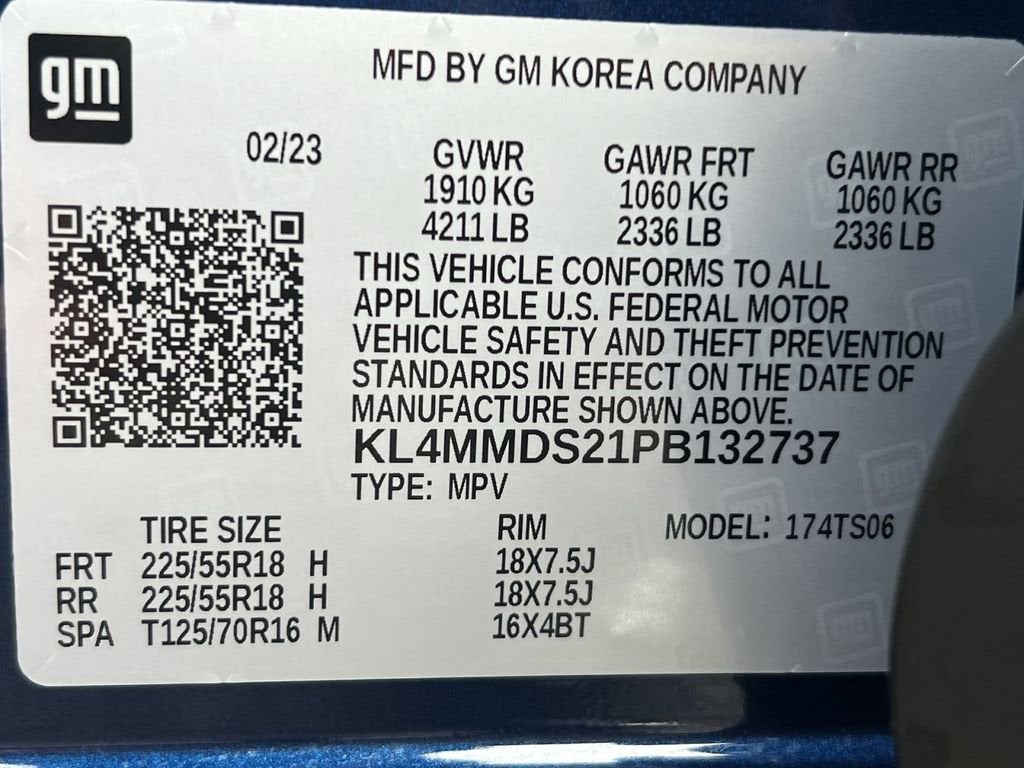 gm
MFD BY GM KOREA COMPANY
02/23
GVWR GAWR FRT GAWR RR
1910 KG 1060 KG 1060 KG
4211 LB 2336 LB 2336 LB
THIS VEHICLE CONFORMS TO ALL
APPLICABLE U.S. FEDERAL MOTOR
VEHICLE SAFETY AND THEFT PREVENTION
STANDARDS IN EFFECT ON THE DATE OF
MANUFACTURE SHOWN ABOVE.
KL4MMDS21PB132737
TYPE: MPV
TIRE SIZE RIM MODEL: 174TS06
FRT 225/55R18 H 18X7.5J
RR 225/55R18 H 18X7.5J
SPA T125/70R16 M 16X4BT